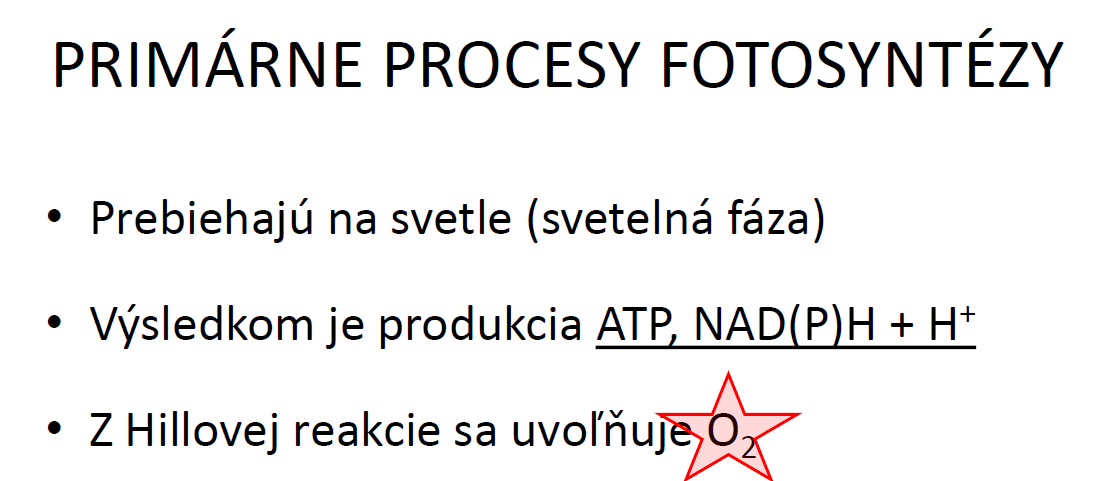 PRIMÁRNE PROCESY FOTOSYNTÉZY
• Prebiehajú na svetle (svetelná fáza)
• Výsledkom je produkcia ATP, NAD(P)H + H⁺
• Z Hillovej reakcie sa uvoľňuje O₂